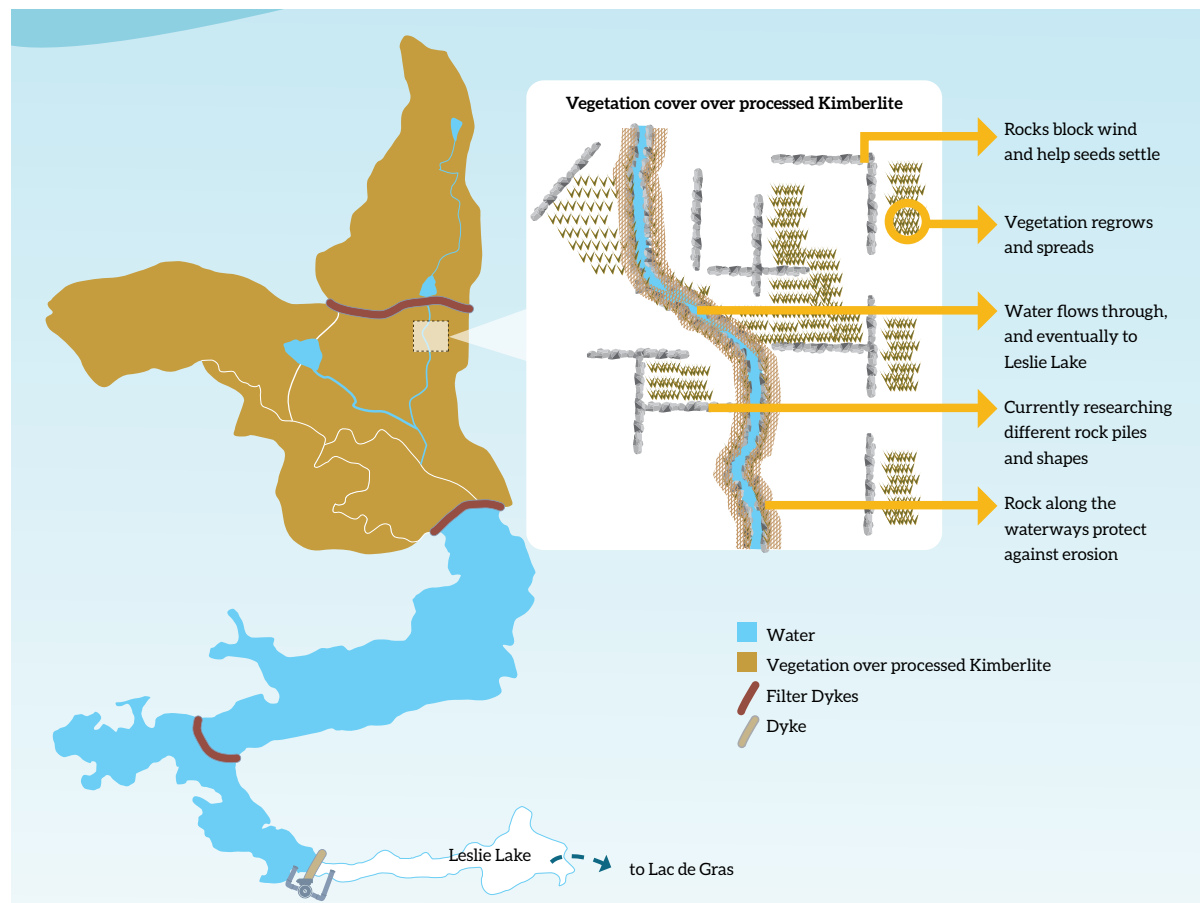 Vegetation cover over processed Kimberlite
Rocks block wind
and help seeds settle
Vegetation regrows
and spreads
Water flows through,
and eventually to
Leslie Lake
Currently researching
different rock piles
and shapes
Rock along the
waterways protect
against erosion
Water
Vegetation over processed Kimberlite
Filter Dykes
Dyke
Leslie Lake
to Lac de Gras